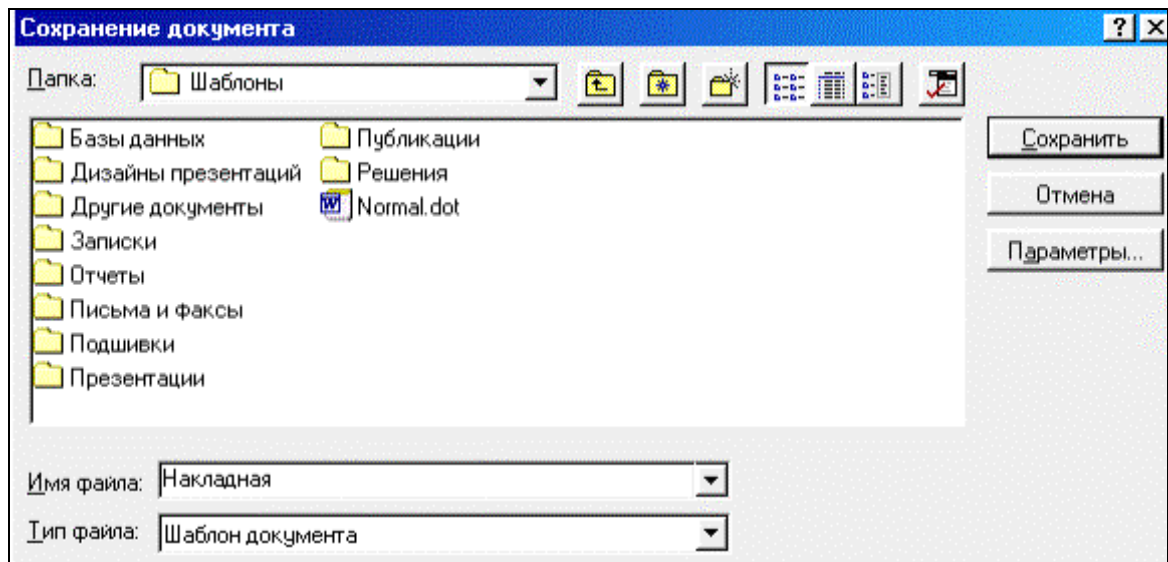 Сохранение документа
Папка: Шаблоны
Базы данных Публикации
Дизайны презентаций Решения
Другие документы Normal.dot
Записки
Отчеты
Письма и факсы
Подшивки
Презентации
Сохранить
Отмена
Параметры...
Имя файла: Накладная
Тип файла: Шаблон документа